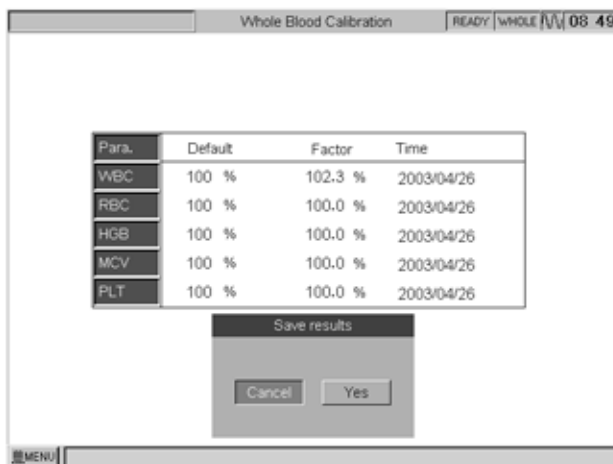 Whole Blood Calibration READY WHOLE 08 49
Para. Default Factor Time
WBC 100 % 102.3 % 2003/04/26
RBC 100 % 100.0 % 2003/04/26
HGB 100 % 100.0 % 2003/04/26
MCV 100 % 100.0 % 2003/04/26
PLT 100 % 100.0 % 2003/04/26
Save results
Cancel Yes
MENU